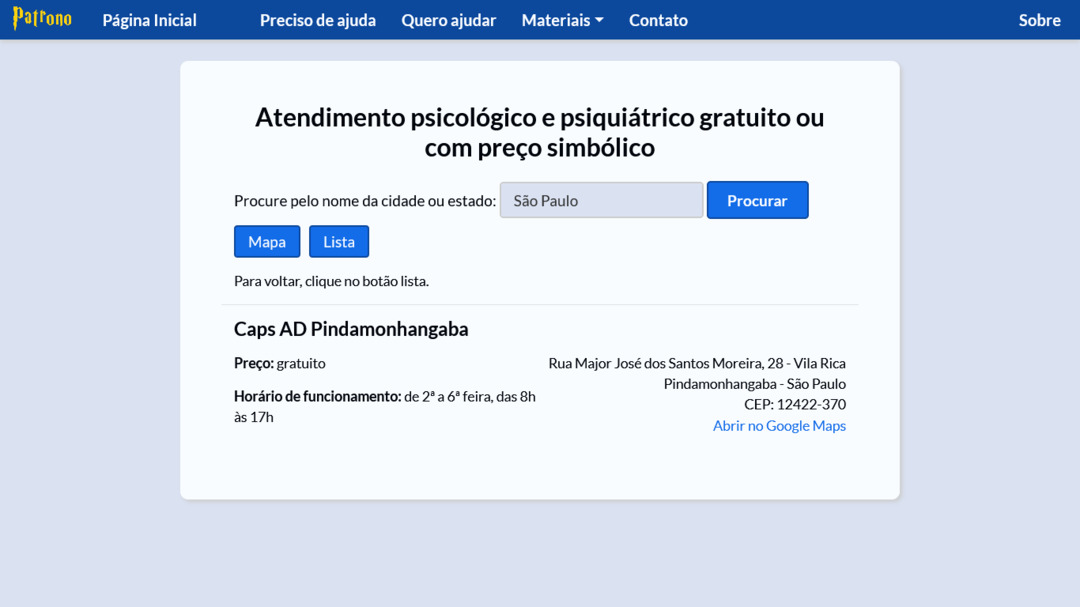 Patrono Página Inicial Preciso de ajuda Quero ajudar Materiais Contato Sobre
Atendimento psicológico e psiquiátrico gratuito ou
com preço simbólico
Procure pelo nome da cidade ou estado: São Paulo Procurar
Mapa Lista
Para voltar, clique no botão lista.
Caps AD Pindamonhangaba
Preço: gratuito
Horário de funcionamento: de 2ª a 6ª feira, das 8h
às 17h
Rua Major José dos Santos Moreira, 28 - Vila Rica
Pindamonhangaba - São Paulo
CEP: 12422-370
Abrir no Google Maps